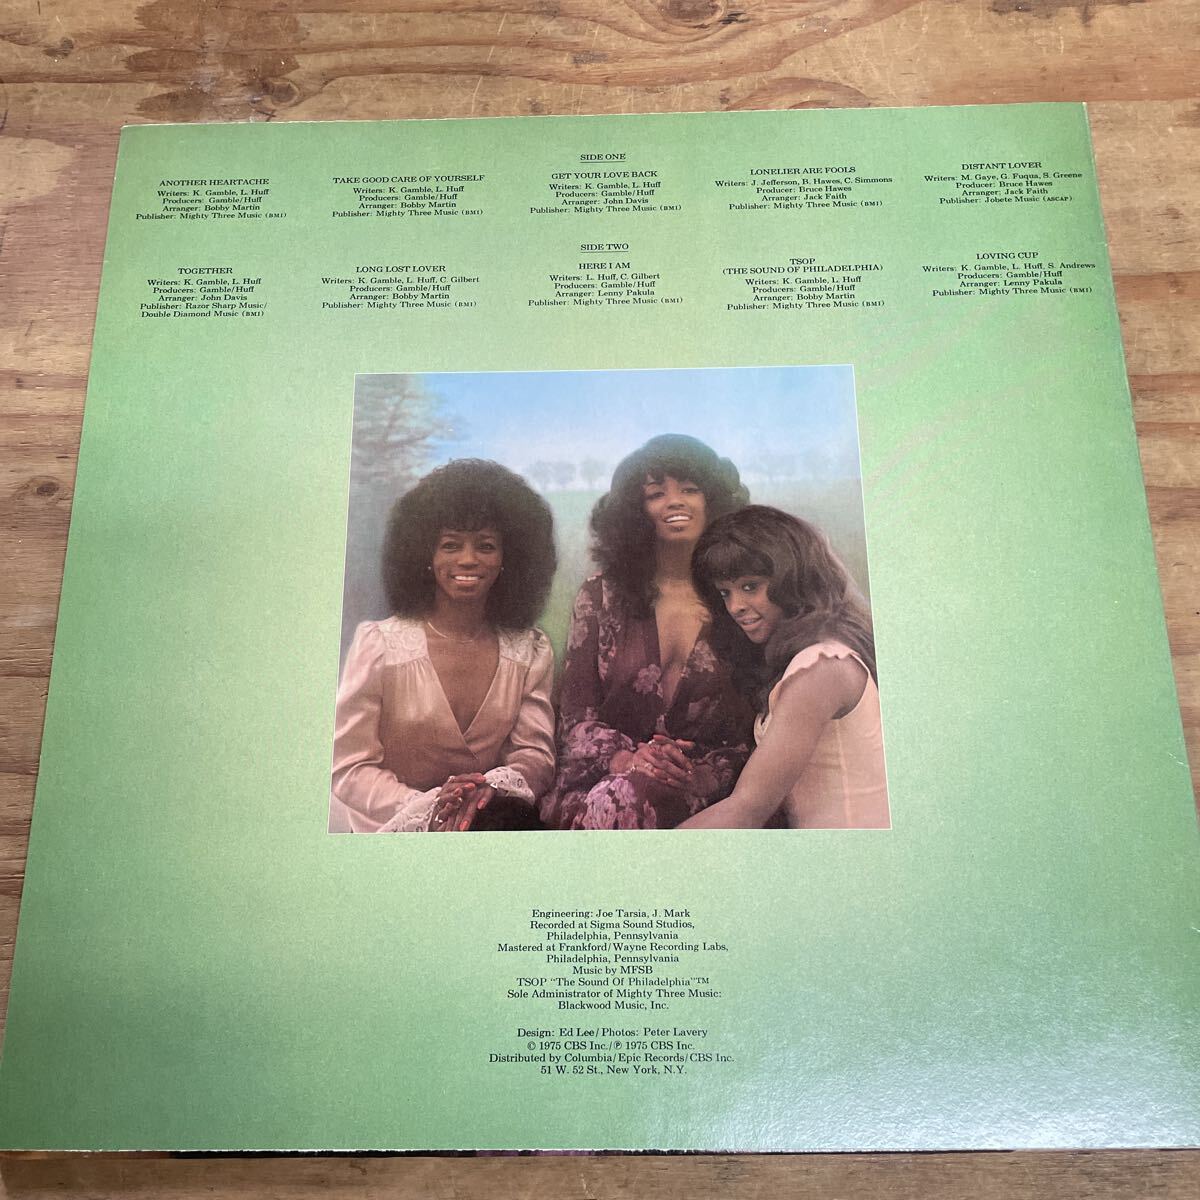 SIDE ONE
ANOTHER HEARTACHE
Writers: K. Gamble, L. Huff
Producers: Gamble/Huff
Arranger: Bobby Martin
Publisher: Mighty Three Music (BMI)
TAKE GOOD CARE OF YOURSELF
Writers: K. Gamble, L. Huff
Producers: Gamble/Huff
Arranger: Bobby Martin
Publisher: Mighty Three Music (BMI)
GET YOUR LOVE BACK
Writers: K. Gamble, L. Huff
Producers: Gamble/Huff
Arranger: John Davis
Publisher: Mighty Three Music (BMI)
LONELIER ARE FOOLS
Writers: J. Jefferson, B. Hawes, C. Simmons
Producer: Bruce Hawes
Arranger: Jack Faith
Publisher: Mighty Three Music (BMI)
DISTANT LOVER
Writers: M. Gaye, G. Fuqua, S. Greene
Producer: Bruce Hawes
Arranger: Jack Faith
Publisher: Jobete Music (ASCAP)
SIDE TWO
TOGETHER
Writers: K. Gamble, L. Huff
Producers: Gamble/Huff
Arranger: John Davis
Publisher: Razor Sharp Music/
Double Diamond Music (BMI)
LONG LOST LOVER
Writers: K. Gamble, L. Huff, C. Gilbert
Producers: Gamble/Huff
Arranger: Bobby Martin
Publisher: Mighty Three Music (BMI)
HERE I AM
Writers: L. Huff, C. Gilbert
Producers: Gamble/Huff
Arranger: Lenny Pakula
Publisher: Mighty Three Music (BMI)
TSOP
(THE SOUND OF PHILADELPHIA)
Writers: K. Gamble, L. Huff
Producers: Gamble/Huff
Arranger: Bobby Martin
Publisher: Mighty Three Music (BMI)
LOVING CUP
Writers: K. Gamble, L. Huff, S. Andrews
Producers: Gamble/Huff
Arranger: Lenny Pakula
Publisher: Mighty Three Music (BMI)
Engineering: Joe Tarsia, J. Mark
Recorded at Sigma Sound Studios,
Philadelphia, Pennsylvania
Mastered at Frankford/Wayne Recording Labs,
Philadelphia, Pennsylvania
Music by MFSB
TSOP “The Sound Of Philadelphia”™
Sole Administrator of Mighty Three Music:
Blackwood Music, Inc.
Design: Ed Lee/Photos: Peter Lavery
© 1975 CBS Inc./℗ 1975 CBS Inc.
Distributed by Columbia/Epic Records/CBS Inc.
51 W. 52 St., New York, N.Y.